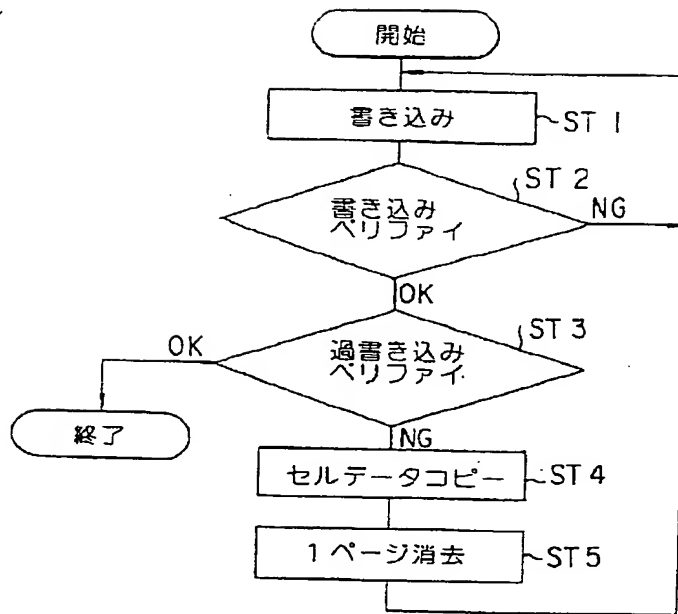 開始
書き込み
ST 1
ST 2
書き込み
ベリファイ
NG
OK
ST 3
過書き込み
ベリファイ
OK
終了
NG
セルデータコピー
ST 4
1ページ消去
ST 5